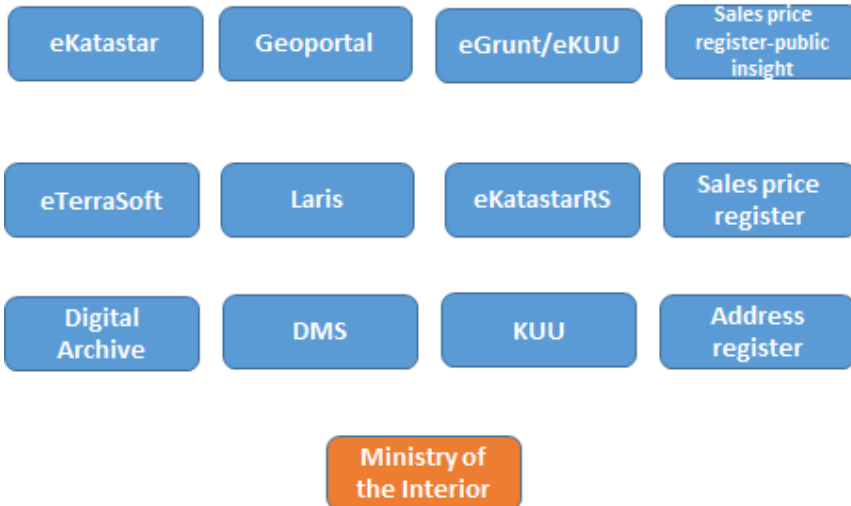 eKatastar
Geoportal
eGrunt/eKUU
Sales price
register-public
insight
eTerraSoft
Laris
eKatastarRS
Sales price
register
Digital
Archive
DMS
KUU
Address
register
Ministry of
the Interior